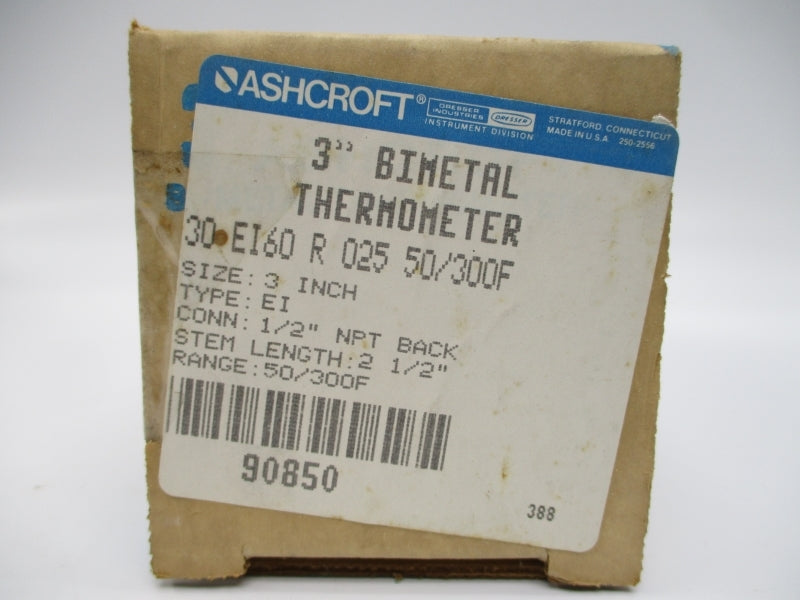 ASHCROFT®
DRESSER INDUSTRIES
DRESSER
INSTRUMENT DIVISION
STRATFORD, CONNECTICUT
MADE IN U.S.A. 250-2556
3" BIMETAL
THERMOMETER
30 EI60 R 025 50/300F
SIZE: 3 INCH
TYPE: EI
CONN: 1/2" NPT BACK
STEM LENGTH:2 1/2"
RANGE:50/300F
90850
388